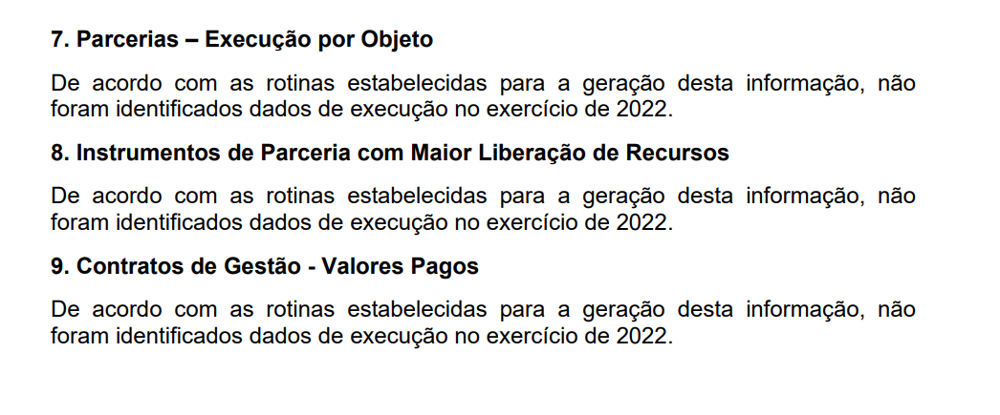 7. Parcerias – Execução por Objeto
De acordo com as rotinas estabelecidas para a geração desta informação, não
foram identificados dados de execução no exercício de 2022.
8. Instrumentos de Parceria com Maior Liberação de Recursos
De acordo com as rotinas estabelecidas para a geração desta informação, não
foram identificados dados de execução no exercício de 2022.
9. Contratos de Gestão - Valores Pagos
De acordo com as rotinas estabelecidas para a geração desta informação, não
foram identificados dados de execução no exercício de 2022.